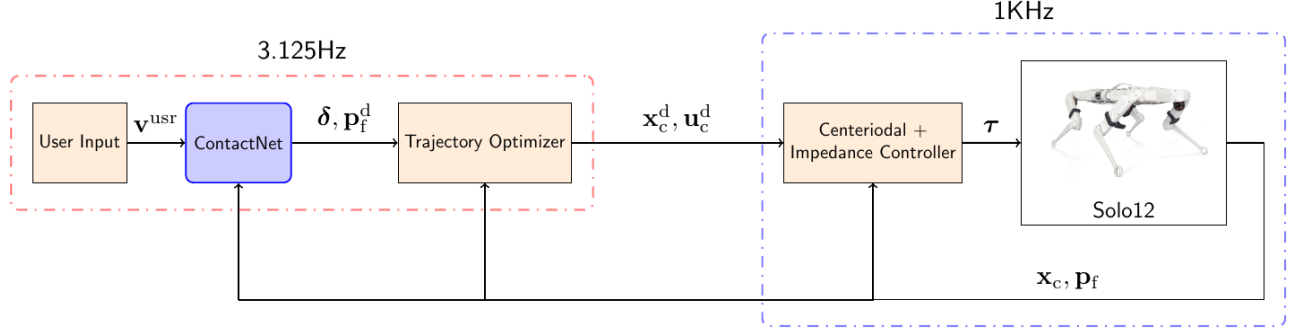 1KHz
3.125Hz
User Input
v^usr
ContactNet
δ, p_f^d
Trajectory Optimizer
x_c^d, u_c^d
Centeriodal +
Impedance Controller
τ
Solo12
x_c, p_f